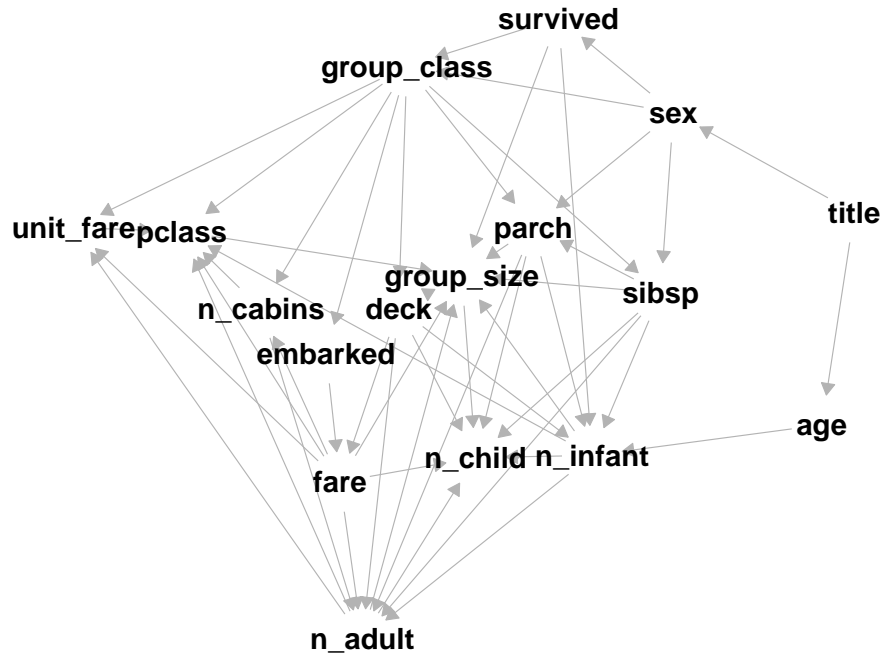 survived
group_class
sex
title
unit_fare
pclass
parch
group_size
sibsp
n_cabins
deck
embarked
age
n_child
n_infant
fare
n_adult